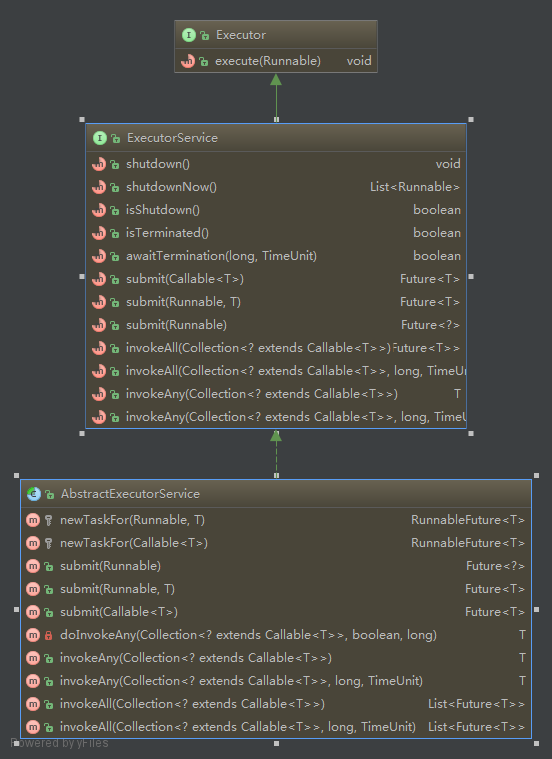 Executor
execute(Runnable) void
ExecutorService
shutdown() void
shutdownNow() List<Runnable>
isShutdown() boolean
isTerminated() boolean
awaitTermination(long, TimeUnit) boolean
submit(Callable<T>) Future<T>
submit(Runnable, T) Future<T>
submit(Runnable) Future<?>
invokeAll(Collection<? extends Callable<T>>) Future<T>>
invokeAll(Collection<? extends Callable<T>>, long, TimeU
invokeAny(Collection<? extends Callable<T>>) T
invokeAny(Collection<? extends Callable<T>>, long, TimeU
AbstractExecutorService
newTaskFor(Runnable, T) RunnableFuture<T>
newTaskFor(Callable<T>) RunnableFuture<T>
submit(Runnable) Future<?>
submit(Runnable, T) Future<T>
submit(Callable<T>) Future<T>
doInvokeAny(Collection<? extends Callable<T>>, boolean, long) T
invokeAny(Collection<? extends Callable<T>>) T
invokeAny(Collection<? extends Callable<T>>, long, TimeUnit) T
invokeAll(Collection<? extends Callable<T>>) List<Future<T>>
invokeAll(Collection<? extends Callable<T>>, long, TimeUnit) List<Future<T>>
Powered by yFiles